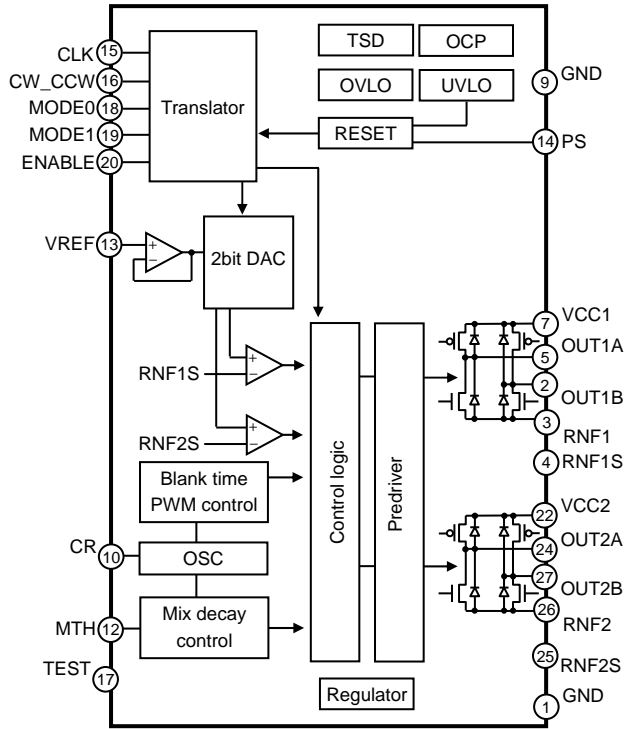 CLK 15
CW_CCW 16
MODE0 18
MODE1 19
ENABLE 20
Translator
TSD
OCP
OVLO
UVLO
RESET
9 GND
14 PS
VREF 13
+
−
2bit DAC
RNF1S
+
−
RNF2S
+
−
Blank time
PWM control
CR 10
OSC
MTH 12
Mix decay
control
TEST
17
Control logic
Predriver
Regulator
7 VCC1
5 OUT1A
2 OUT1B
3 RNF1
4 RNF1S
22 VCC2
24 OUT2A
27 OUT2B
26 RNF2
25 RNF2S
1 GND